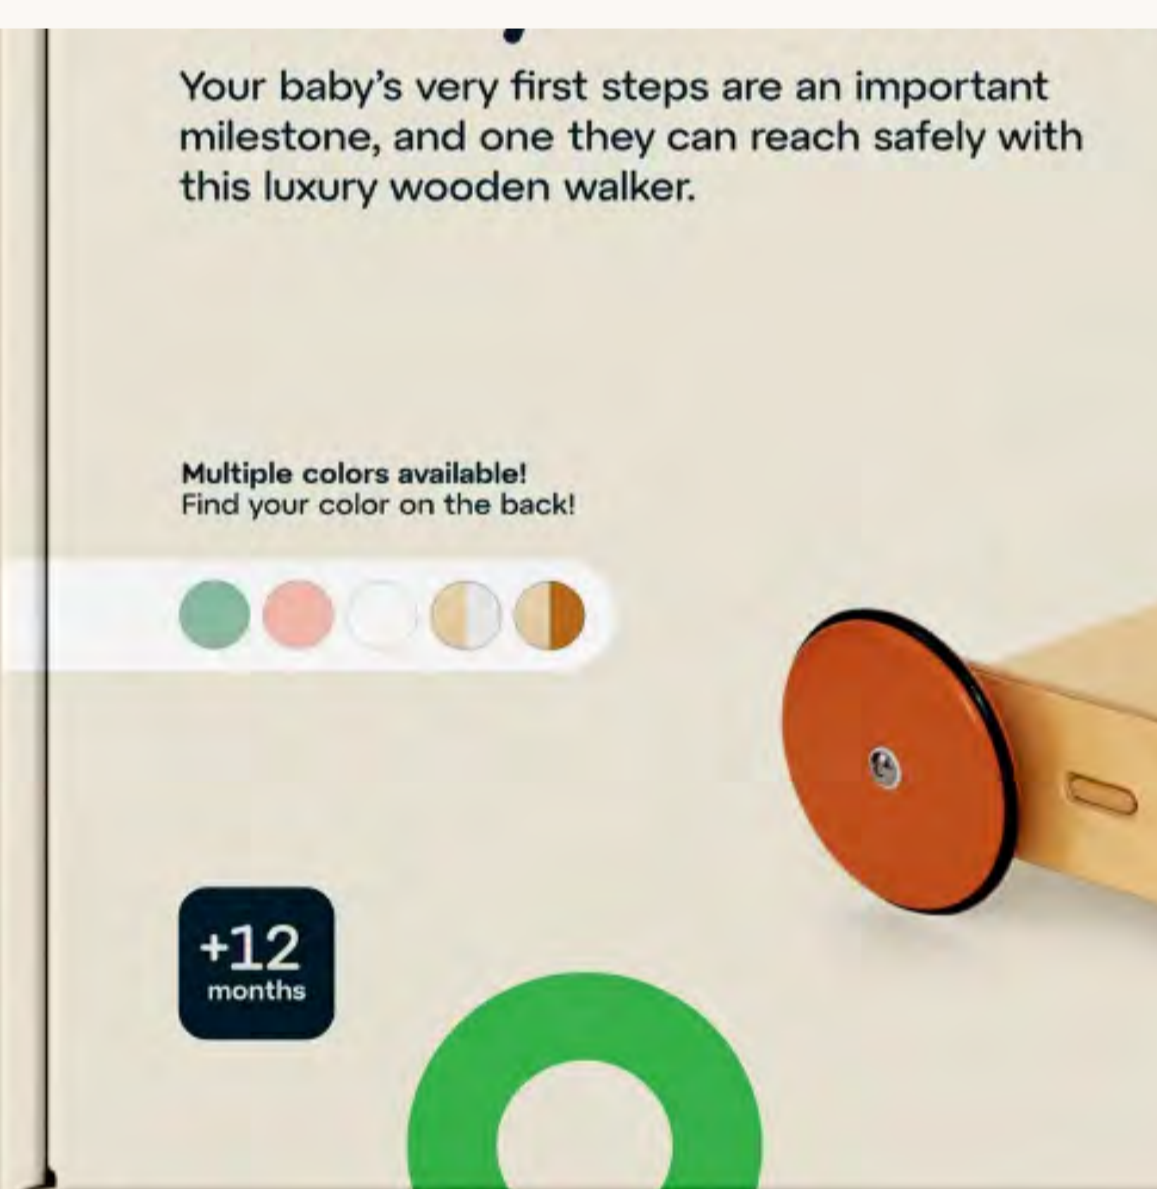 Your baby’s very first steps are an important
milestone, and one they can reach safely with
this luxury wooden walker.
Multiple colors available!
Find your color on the back!
+12
months